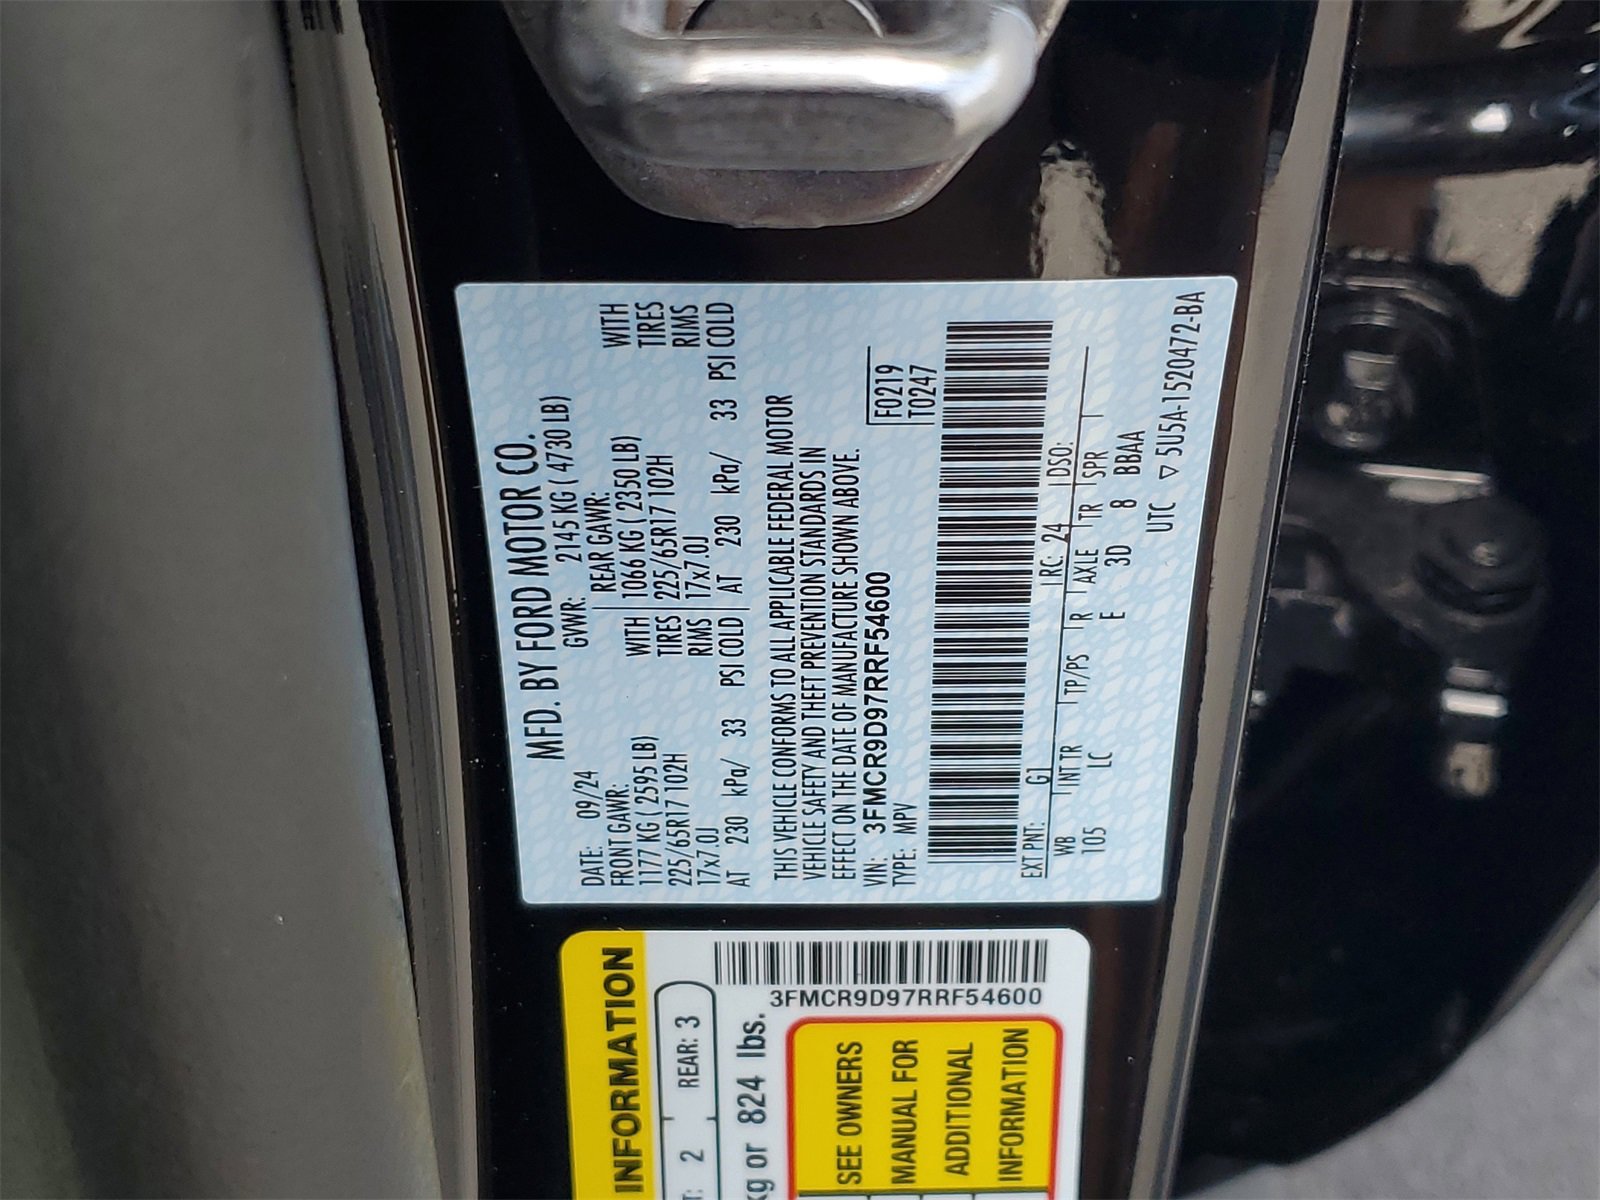 MFD. BY FORD MOTOR CO.
DATE: 09/24 GVWR: 2145 KG ( 4730 LB)
FRONT GAWR: REAR GAWR:
1177 KG ( 2595 LB) WITH 1066 KG ( 2350 LB) WITH
225/65R17 102H TIRES 225/65R17 102H TIRES
17x7.0J RIMS 17x7.0J RIMS
AT 230 kPa/ 33 PSI COLD AT 230 kPa/ 33 PSI COLD
THIS VEHICLE CONFORMS TO ALL APPLICABLE FEDERAL MOTOR
VEHICLE SAFETY AND THEFT PREVENTION STANDARDS IN
EFFECT ON THE DATE OF MANUFACTURE SHOWN ABOVE.
VIN: 3FMCR9D97RRF54600 F0219
TYPE: MPV T0247
EXT PNT: G1 RC: 24 DSO:
WB INT TR TP/PS R AXLE TR SPR
105 LC E 3D 8 BBAA
UTC ▽ 5U5A-1520472-BA
INFORMATION
2 REAR: 3
kg or 824 lbs.
3FMCR9D97RRF54600
SEE OWNERS
MANUAL FOR
ADDITIONAL
INFORMATION